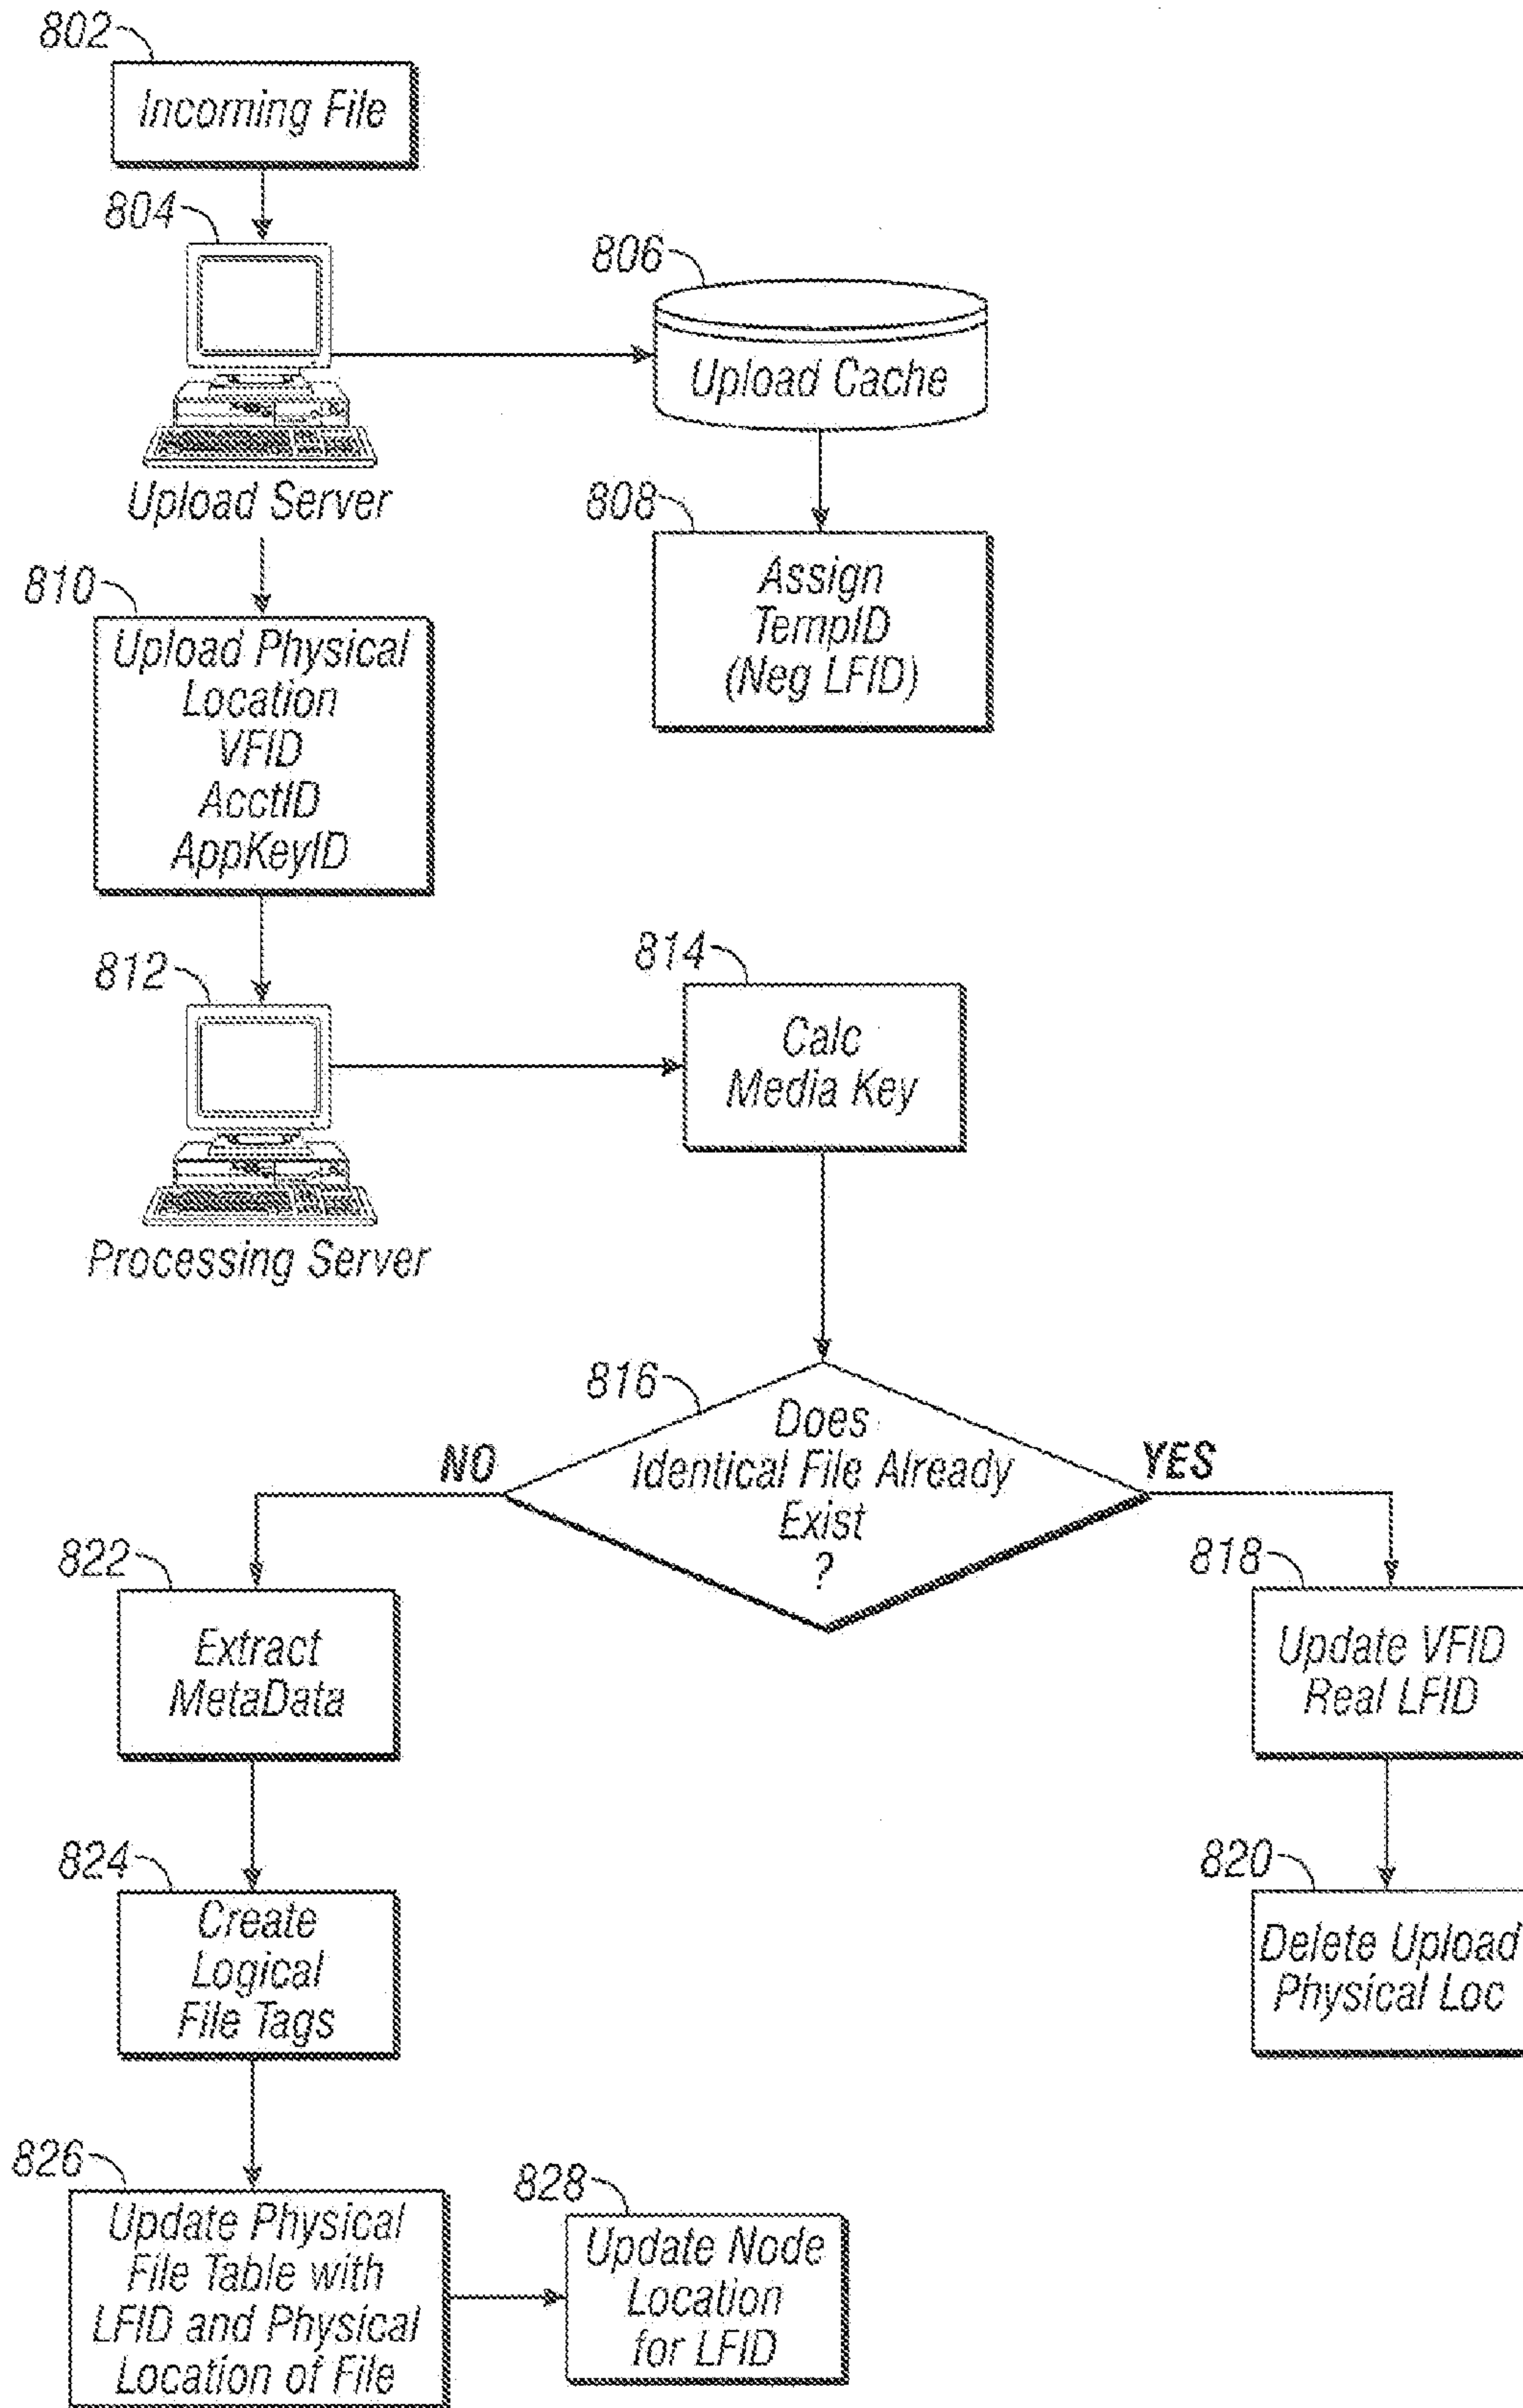 802
Incoming File
804
Upload Server
806
Upload Cache
808
Assign
TempID
(Neg LFID)
810
Upload Physical
Location
VFID
AcctID
AppKeyID
812
Processing Server
814
Calc
Media Key
816
Does
Identical File Already
Exist
?
NO
YES
818
Update VFID
Real LFID
820
Delete Upload
Physical Loc
822
Extract
MetaData
824
Create
Logical
File Tags
826
Update Physical
File Table with
LFID and Physical
Location of File
828
Update Node
Location
for LFID